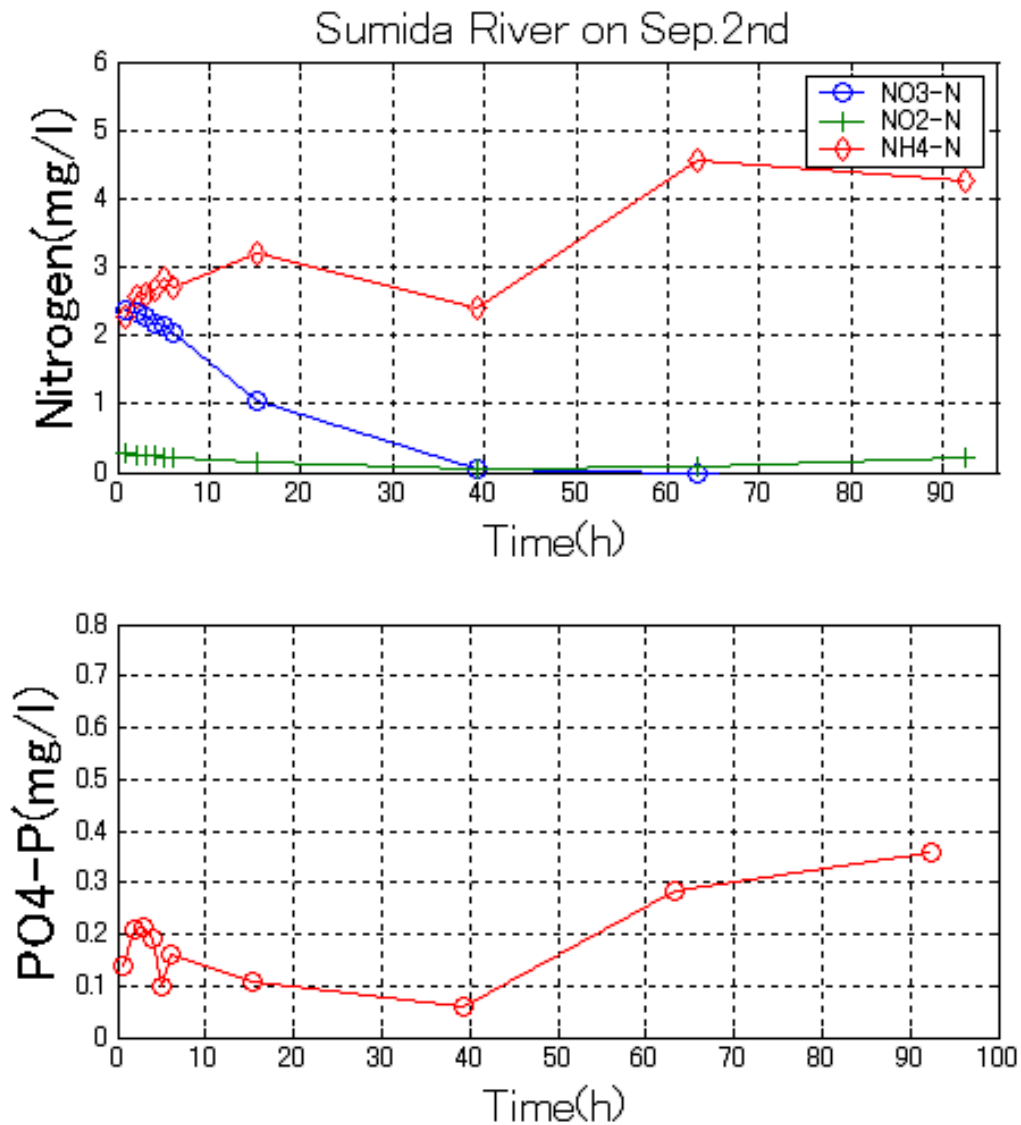 Sumida River on Sep.2nd
6
5
4
3
2
1
0
Nitrogen(mg/l)
NO3-N
NO2-N
NH4-N
0 10 20 30 40 50 60 70 80 90
Time(h)
0.8
0.7
0.6
0.5
0.4
0.3
0.2
0.1
0
PO4-P(mg/l)
0 10 20 30 40 50 60 70 80 90 100
Time(h)